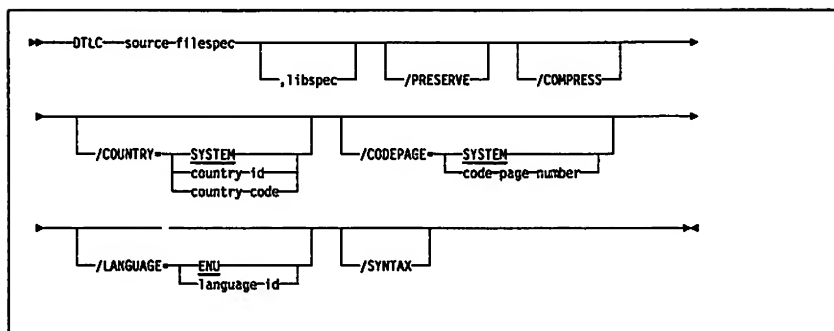 DTLC source-filespec
,libspec /PRESERVE /COMPRESS
/COUNTRY= SYSTEM /CODEPAGE= SYSTEM
country-id code-page-number
country-code
/LANGUAGE= ENU /SYNTAX
language-id